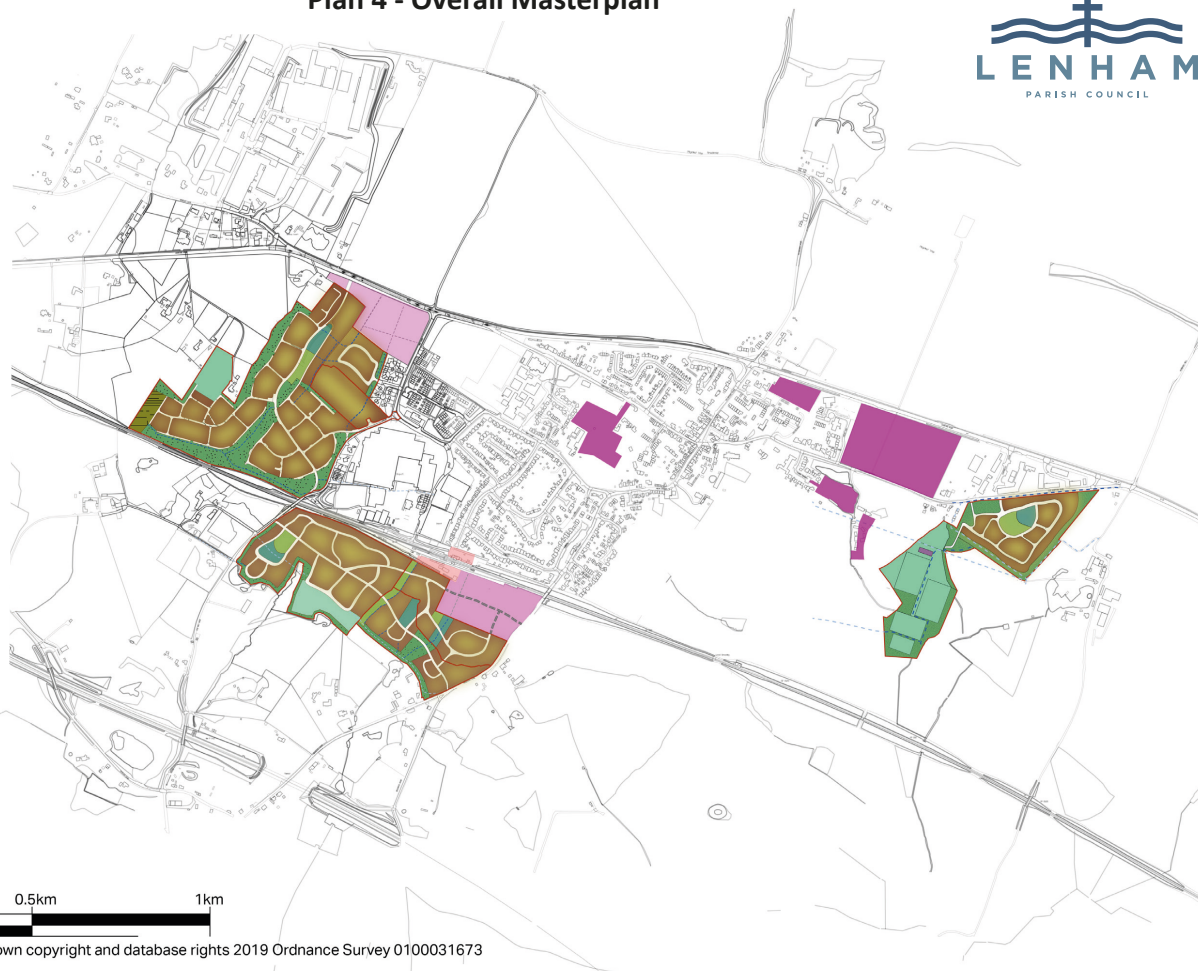 Plan 4 - Overall Masterplan
LENHAM
PARISH COUNCIL
0.5km 1km
own copyright and database rights 2019 Ordnance Survey 0100031673